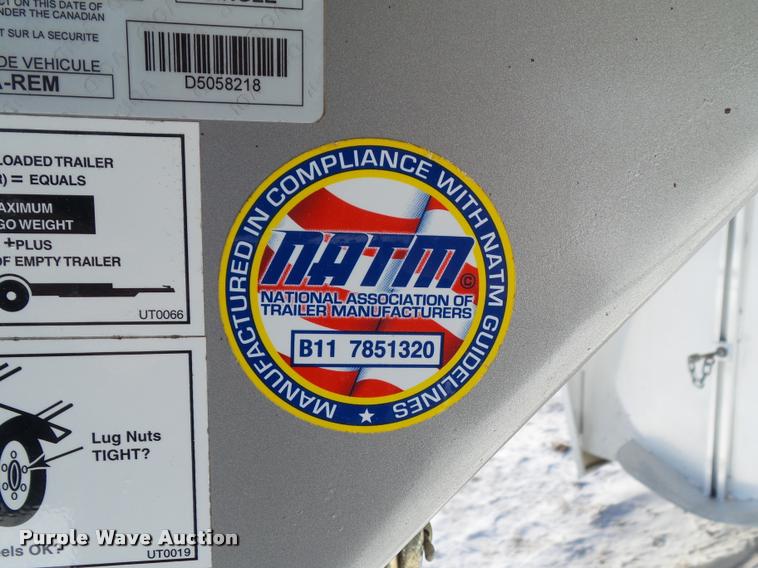 CT ON THIS DATE OF
NDER THE CANADIAN
T SUR LA SECURITE
DE VEHICULE
-REM
D5058218
LOADED TRAILER
R) = EQUALS
AXIMUM
GO WEIGHT
+PLUS
OF EMPTY TRAILER
UT0066
MANUFACTURED IN COMPLIANCE WITH NATM GUIDELINES
NATM ©
NATIONAL ASSOCIATION OF
TRAILER MANUFACTURERS
B11 7851320
Lug Nuts
TIGHT?
eels OK?
UT0019
Purple Wave Auction